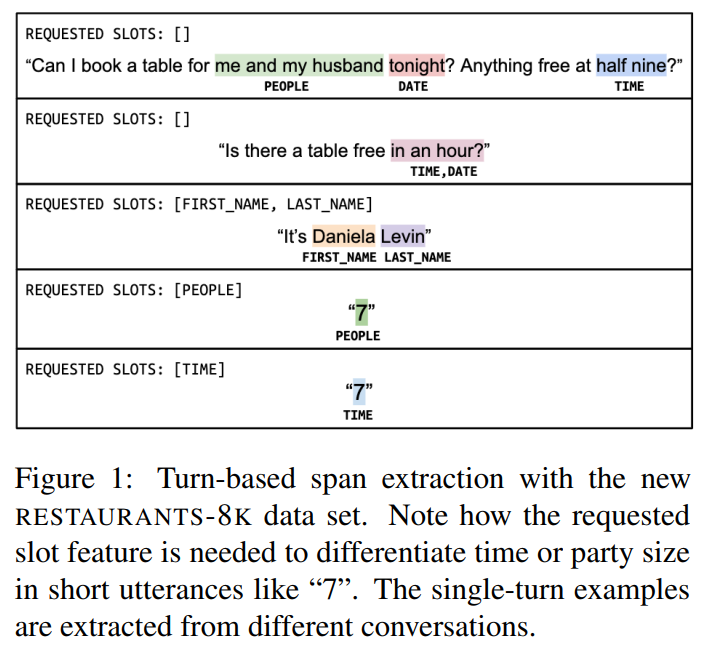 REQUESTED SLOTS: []
“Can I book a table for me and my husband tonight? Anything free at half nine?”
PEOPLE DATE TIME
REQUESTED SLOTS: []
“Is there a table free in an hour?”
TIME,DATE
REQUESTED SLOTS: [FIRST_NAME, LAST_NAME]
“It’s Daniela Levin”
FIRST_NAME LAST_NAME
REQUESTED SLOTS: [PEOPLE]
“7”
PEOPLE
REQUESTED SLOTS: [TIME]
“7”
TIME
Figure 1: Turn-based span extraction with the new
RESTAURANTS-8K data set. Note how the requested
slot feature is needed to differentiate time or party size
in short utterances like “7”. The single-turn examples
are extracted from different conversations.